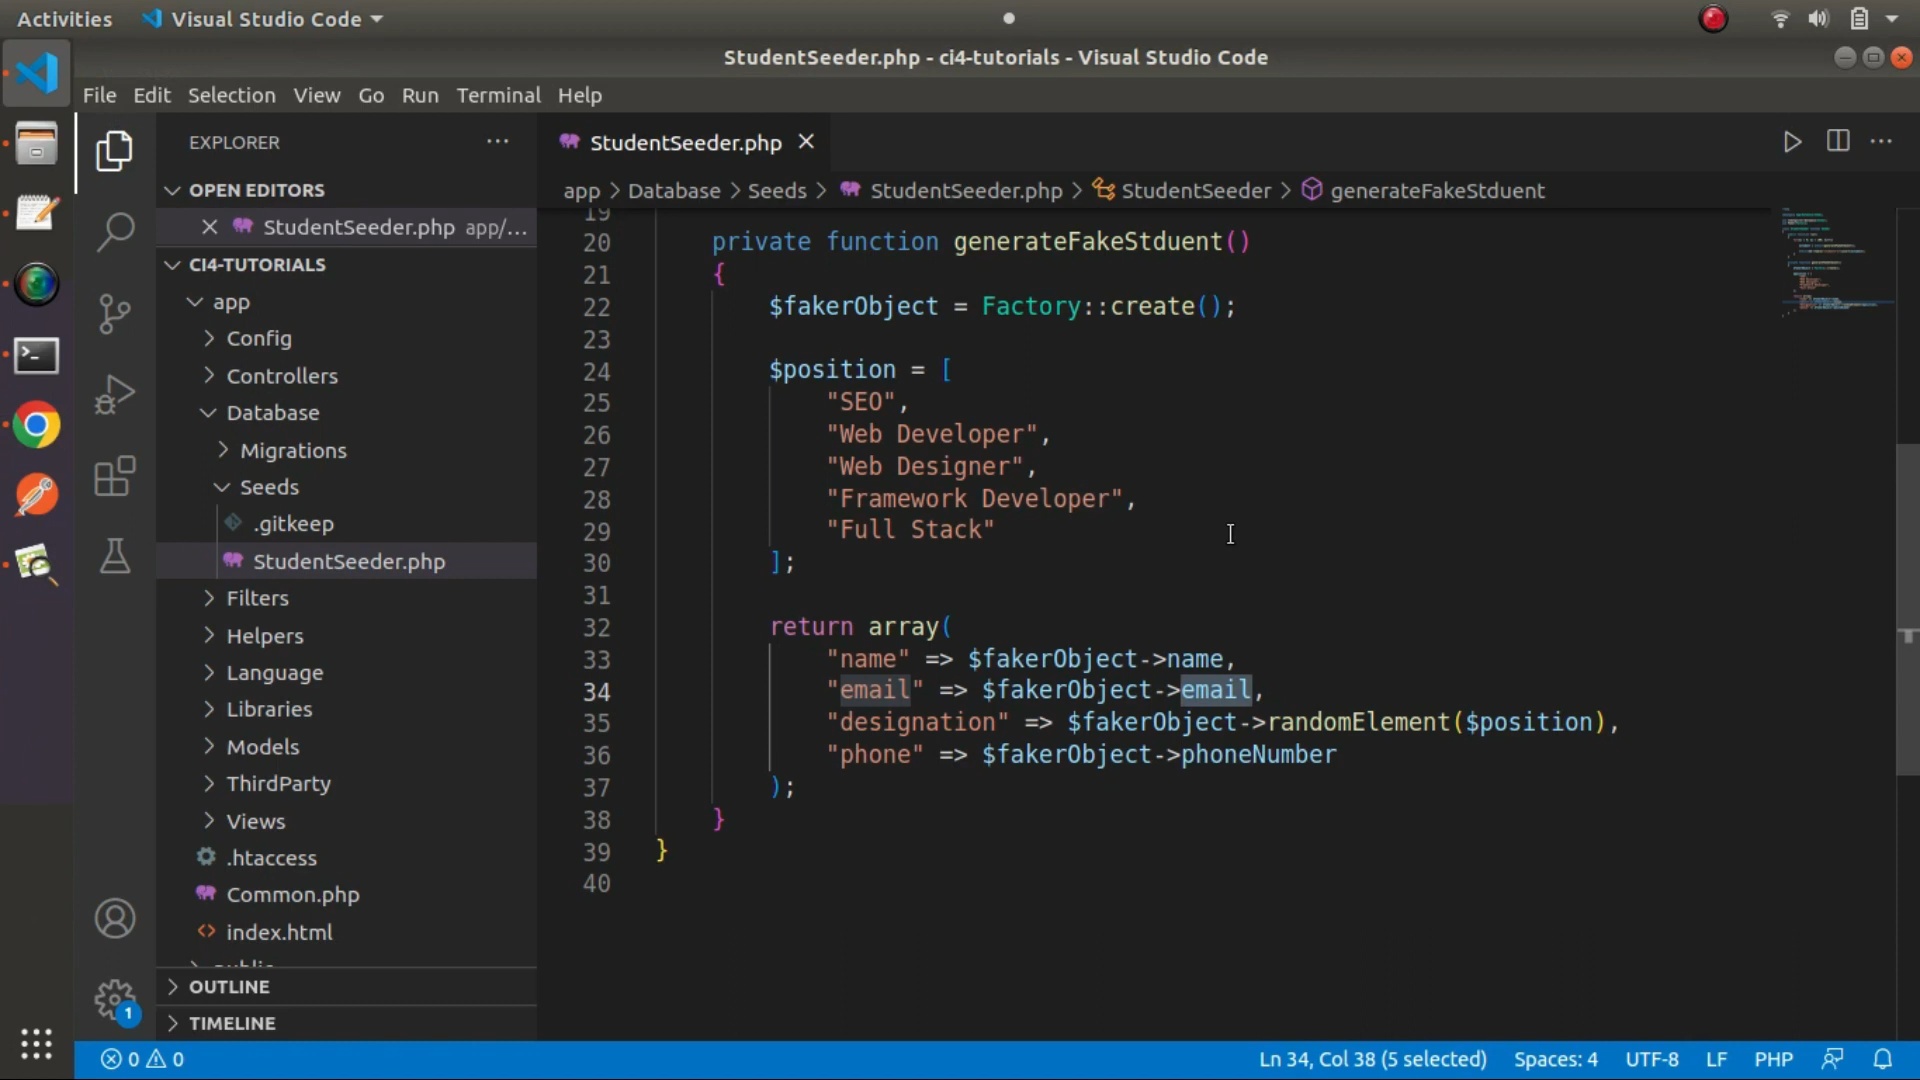 Activities
Visual Studio Code
StudentSeeder.php - ci4-tutorials - Visual Studio Code
File Edit Selection View Go Run Terminal Help
EXPLORER
OPEN EDITORS
StudentSeeder.php app/...
CI4-TUTORIALS
app
Config
Controllers
Database
Migrations
Seeds
.gitkeep
StudentSeeder.php
Filters
Helpers
Language
Libraries
Models
ThirdParty
Views
.htaccess
Common.php
index.html
OUTLINE
TIMELINE
1
StudentSeeder.php
app > Database > Seeds > StudentSeeder.php > StudentSeeder > generateFakeStduent
19
20 private function generateFakeStduent()
21 {
22 $fakerObject = Factory::create();
23
24 $position = [
25 "SEO",
26 "Web Developer",
27 "Web Designer",
28 "Framework Developer",
29 "Full Stack"
30 ];
31
32 return array(
33 "name" => $fakerObject->name,
34 "email" => $fakerObject->email,
35 "designation" => $fakerObject->randomElement($position),
36 "phone" => $fakerObject->phoneNumber
37 );
38 }
39 }
40
0 0
Ln 34, Col 38 (5 selected) Spaces: 4 UTF-8 LF PHP